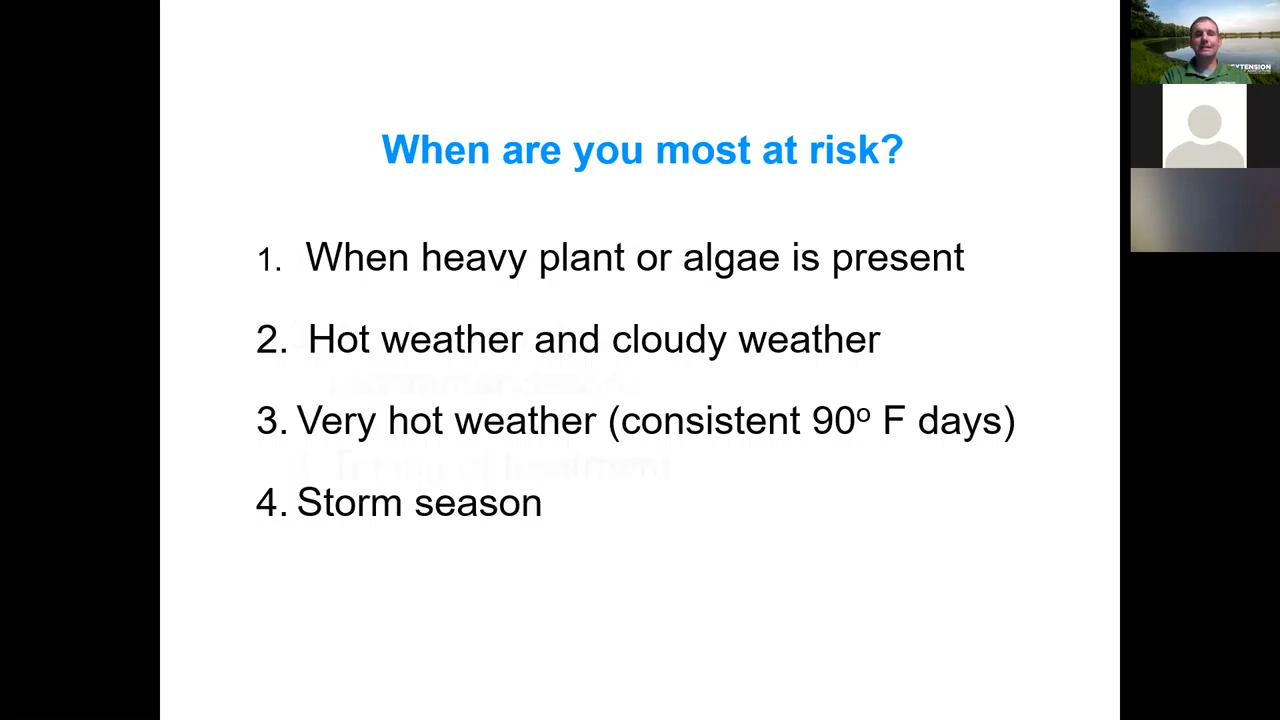 When are you most at risk?
1. When heavy plant or algae is present
2. Hot weather and cloudy weather
3. Very hot weather (consistent 90º F days)
4. Storm season
EXTENSION